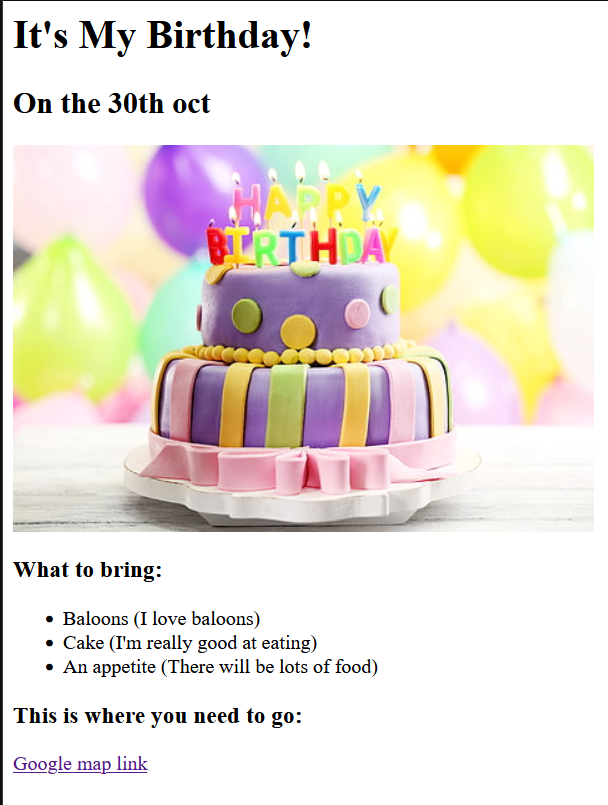 It's My Birthday!
On the 30th oct
HAPPY
BIRTHDAY
What to bring:
Baloons (I love baloons)
Cake (I'm really good at eating)
An appetite (There will be lots of food)
This is where you need to go:
Google map link